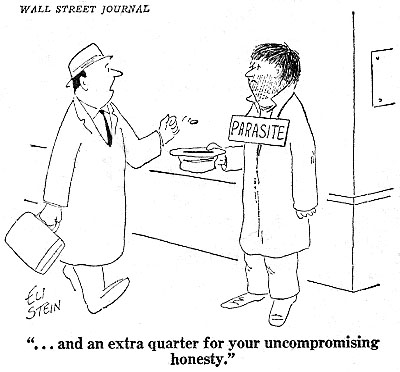 WALL STREET JOURNAL
PARASITE
ELI
STEIN
“. . . and an extra quarter for your uncompromising
honesty.”